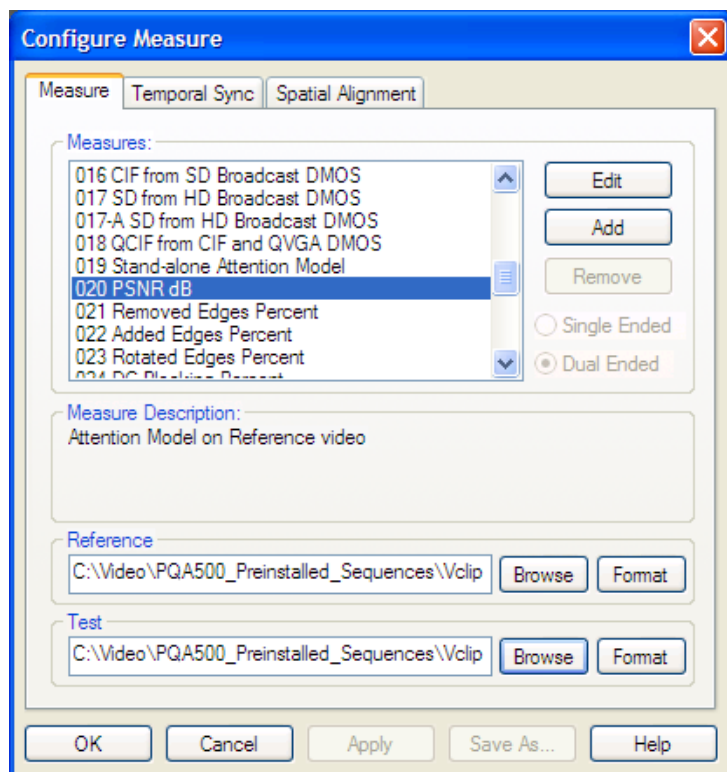 Configure Measure
Measure
Temporal Sync
Spatial Alignment
Measures:
016 CIF from SD Broadcast DMOS
017 SD from HD Broadcast DMOS
017-A SD from HD Broadcast DMOS
018 QCIF from CIF and QVGA DMOS
019 Stand-alone Attention Model
020 PSNR dB
021 Removed Edges Percent
022 Added Edges Percent
023 Rotated Edges Percent
024 DC Blocking Percent
Edit
Add
Remove
Single Ended
Dual Ended
Measure Description:
Attention Model on Reference video
Reference
C:\Video\PQA500_Preinstalled_Sequences\Vclip
Browse
Format
Test
C:\Video\PQA500_Preinstalled_Sequences\Vclip
Browse
Format
OK
Cancel
Apply
Save As...
Help